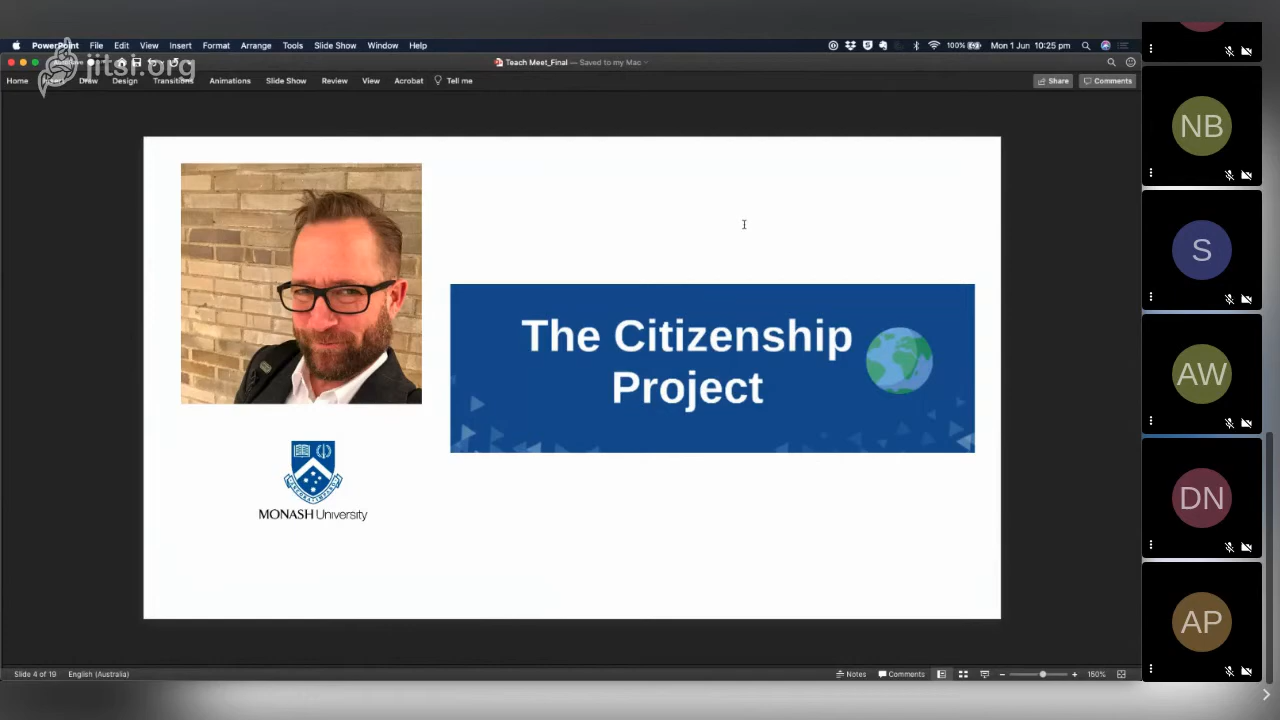 PowerPoint File Edit View Insert Format Arrange Tools Slide Show Window Help
100% Mon 1 Jun 10:25 pm
jitsi.org
Teach Meet_Final — Saved to my Mac
Home Draw Design Transitions Animations Slide Show Review View Acrobat Tell me
Share Comments
The Citizenship
Project
MONASH University
Slide 4 of 19 English (Australia)
Notes Comments 150%
NB
S
AW
DN
AP